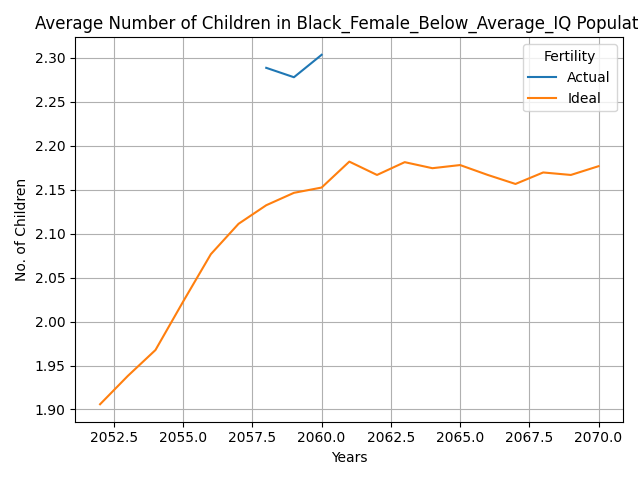 Average Number of Children in Black_Female_Below_Average_IQ Populat
2.30
2.25
2.20
2.15
2.10
2.05
2.00
1.95
1.90
No. of Children
Fertility
Actual
Ideal
2052.5 2055.0 2057.5 2060.0 2062.5 2065.0 2067.5 2070.0
Years